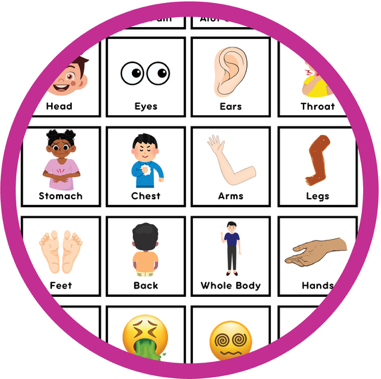 Head
Eyes
Ears
Throat
Stomach
Chest
Arms
Legs
Feet
Back
Whole Body
Hands